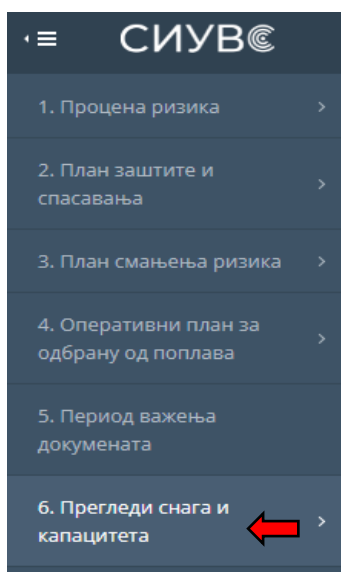 СИУВС
1. Процена ризика
2. План заштите и
спасавања
3. План смањења ризика
4. Оперативни план за
одбрану од поплава
5. Период важења
докумената
6. Прегледи снага и
капацитета